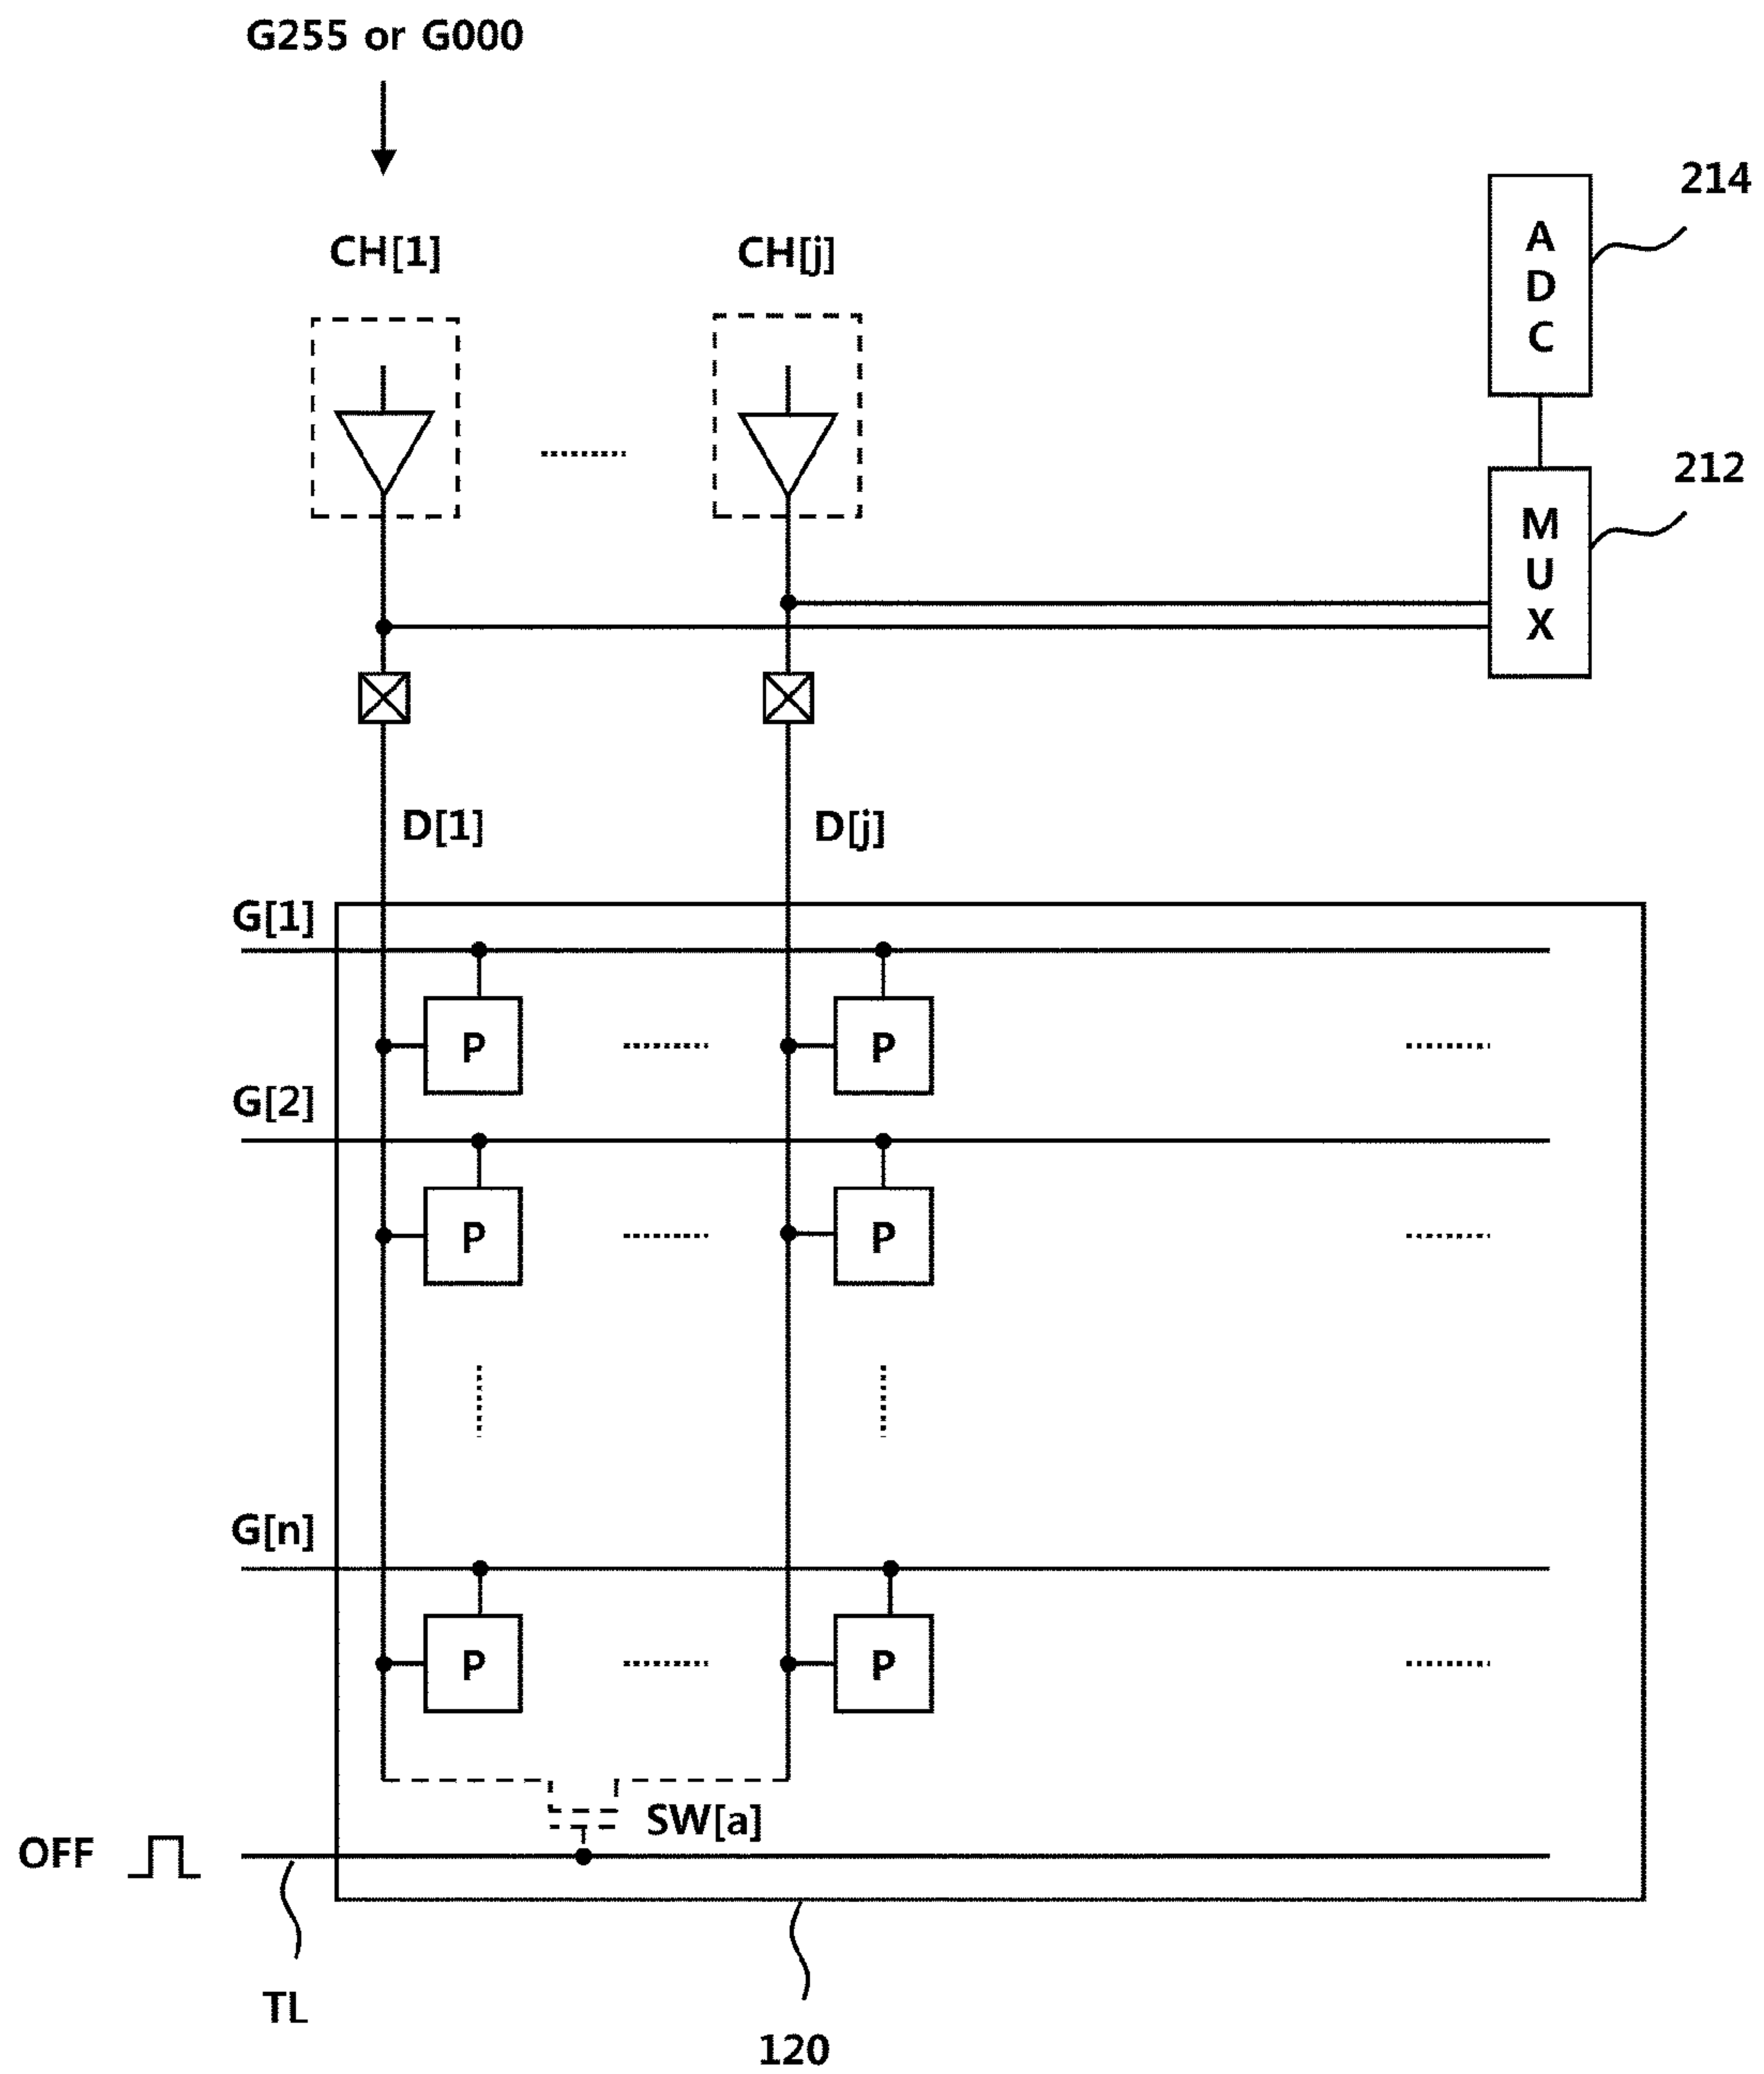 G255 or G000
214
CH[1] CH[j]
A
D
C
212
M
U
X
D[1] D[j]
G[1]
P P
G[2]
P P
G[n]
P P
SW[a]
OFF
TL
120